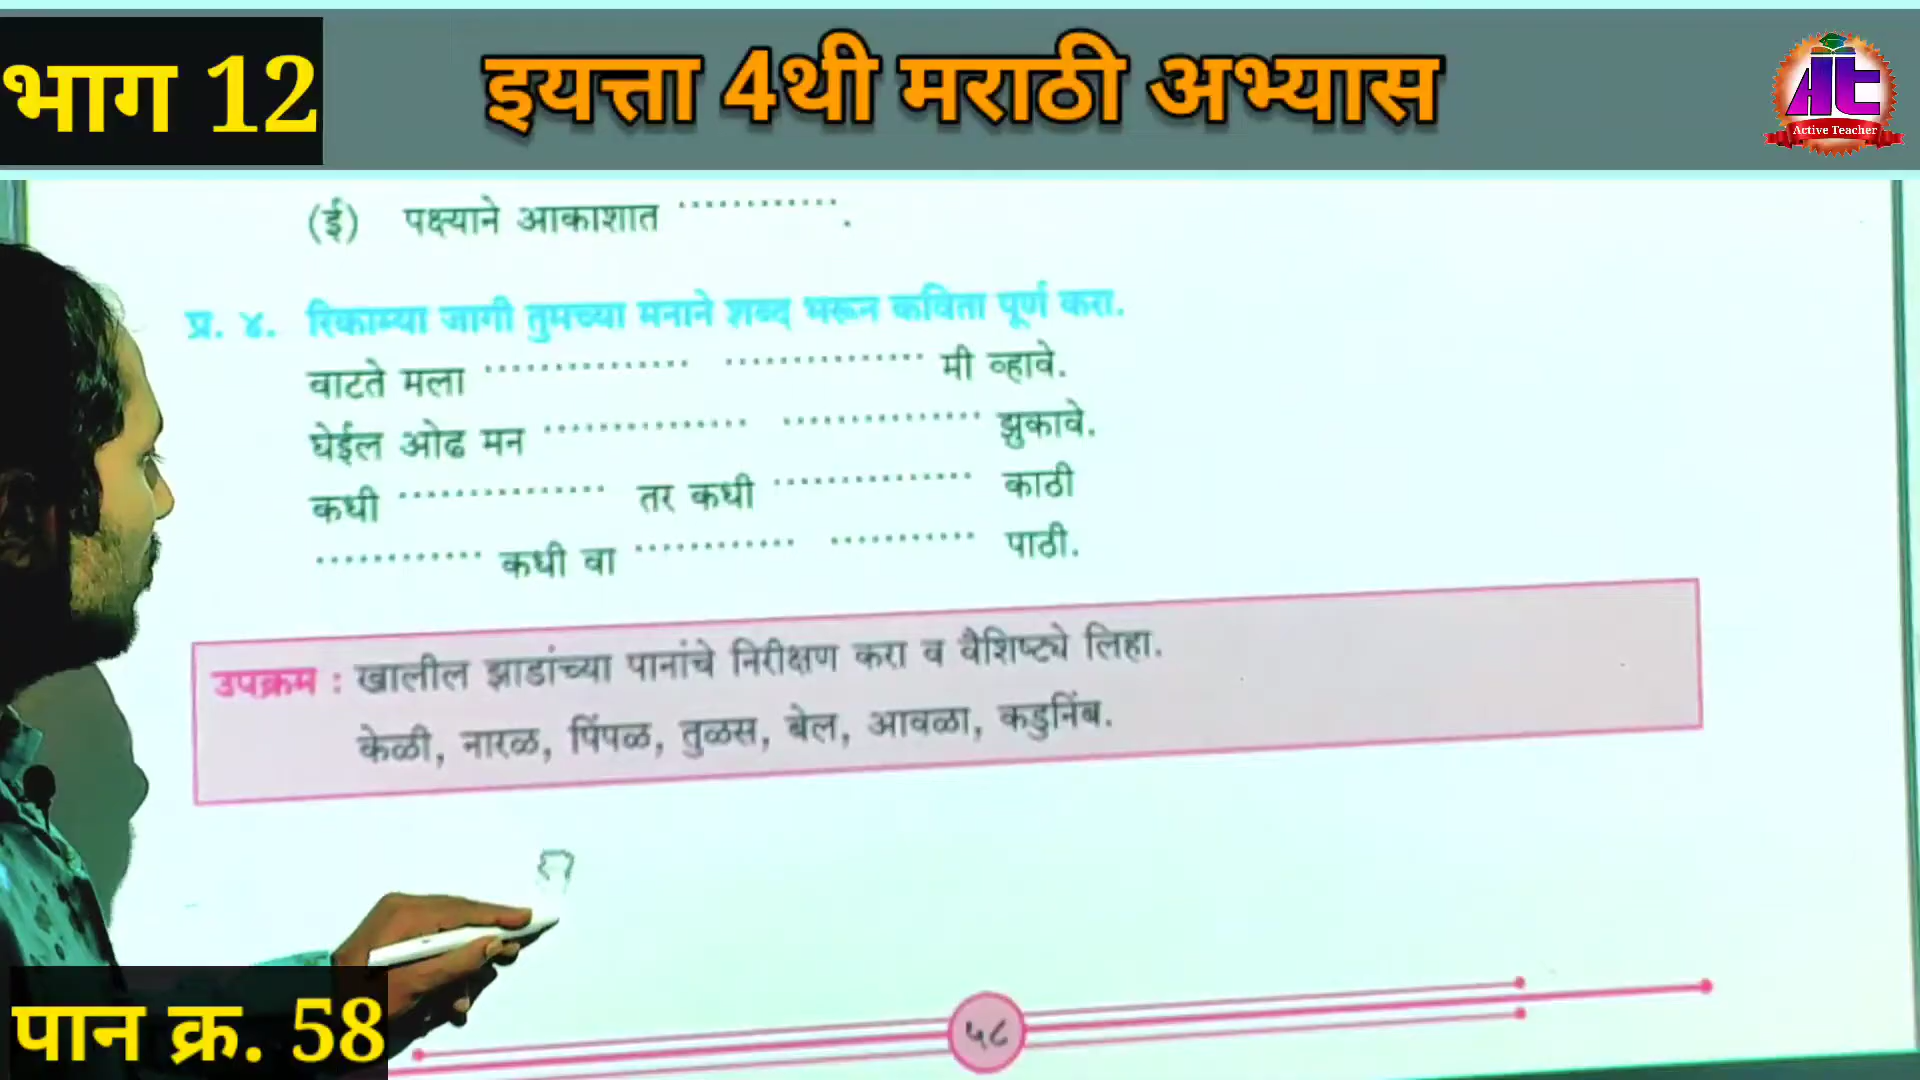 भाग 12
इयत्ता 4थी मराठी अभ्यास
Active Teacher
(ई) पक्ष्याने आकाशात ............ .
प्र. ४. रिकाम्या जागी तुमच्या मनाने शब्द भरून कविता पूर्ण करा.
वाटते मला ............... ............... मी व्हावे.
घेईल ओढ मन ............... ............... झुकावे.
कधी ............... तर कधी ............... काठी
............ कधी वा ............ ........... पाठी.
उपक्रम : खालील झाडांच्या पानांचे निरीक्षण करा व वैशिष्ट्ये लिहा.
केळी, नारळ, पिंपळ, तुळस, बेल, आवळा, कडुनिंब.
पान क्र. 58
५८